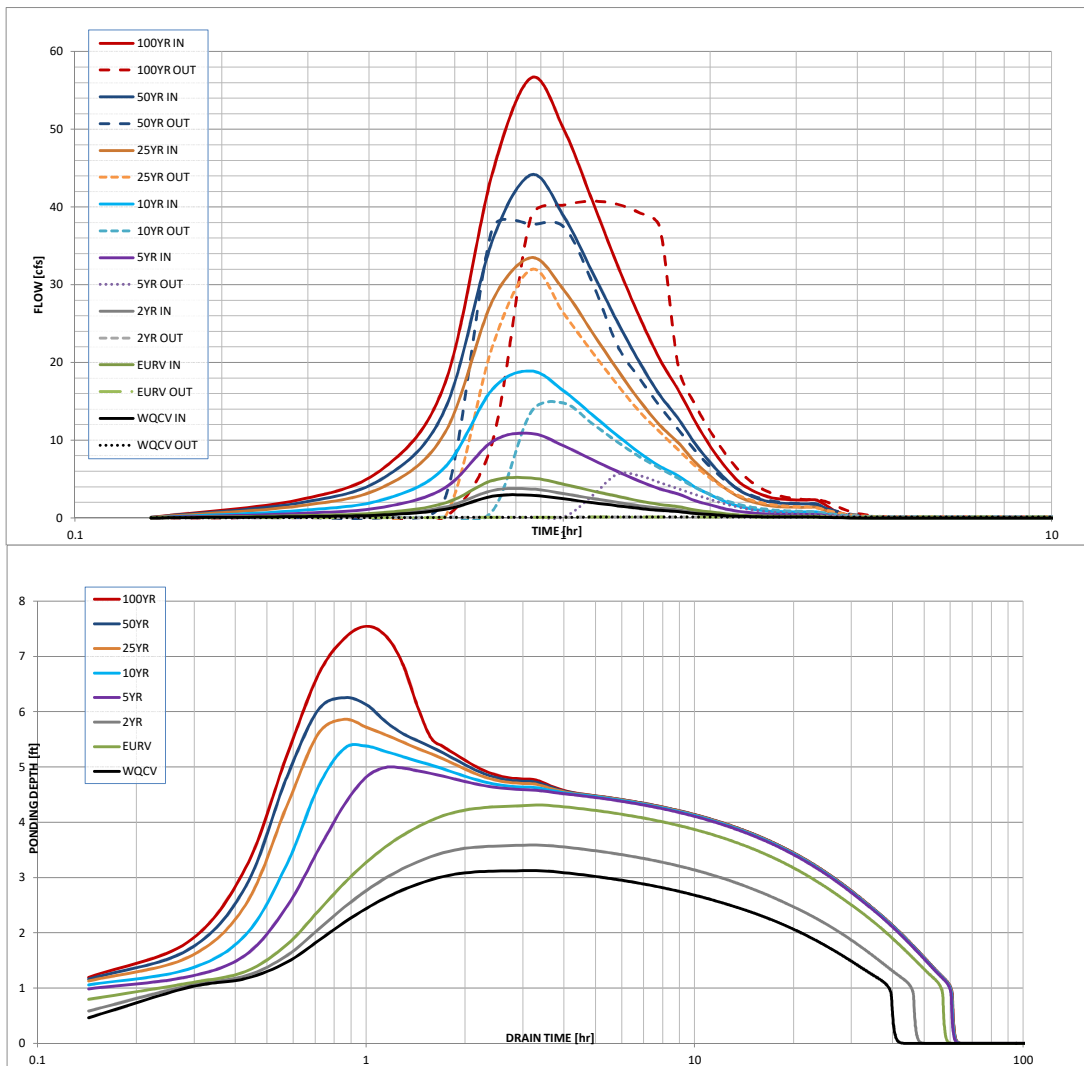 100YR IN
100YR OUT
50YR IN
50YR OUT
25YR IN
25YR OUT
10YR IN
10YR OUT
5YR IN
5YR OUT
2YR IN
2YR OUT
EURV IN
EURV OUT
WQCV IN
WQCV OUT
FLOW [cfs]
60
50
40
30
20
10
0
0.1
1
10
TIME [hr]
100YR
50YR
25YR
10YR
5YR
2YR
EURV
WQCV
PONDING DEPTH [ft]
8
7
6
5
4
3
2
1
0
DRAIN TIME [hr]
0.1
1
10
100